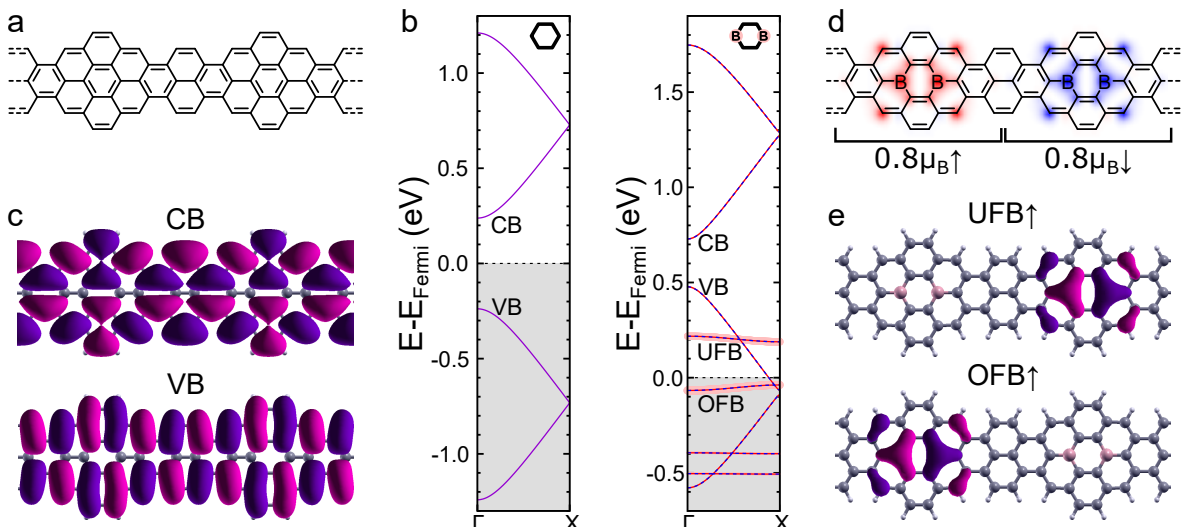 a
b
d
c
e
1.0
0.5
0.0
-0.5
-1.0
E-E_Fermi (eV)
CB
VB
Γ
X
B
B
1.5
1.0
0.5
0.0
-0.5
E-E_Fermi (eV)
CB
VB
UFB
OFB
Γ
X
B B
B B
0.8μ_B↑
0.8μ_B↓
CB
VB
UFB↑
OFB↑